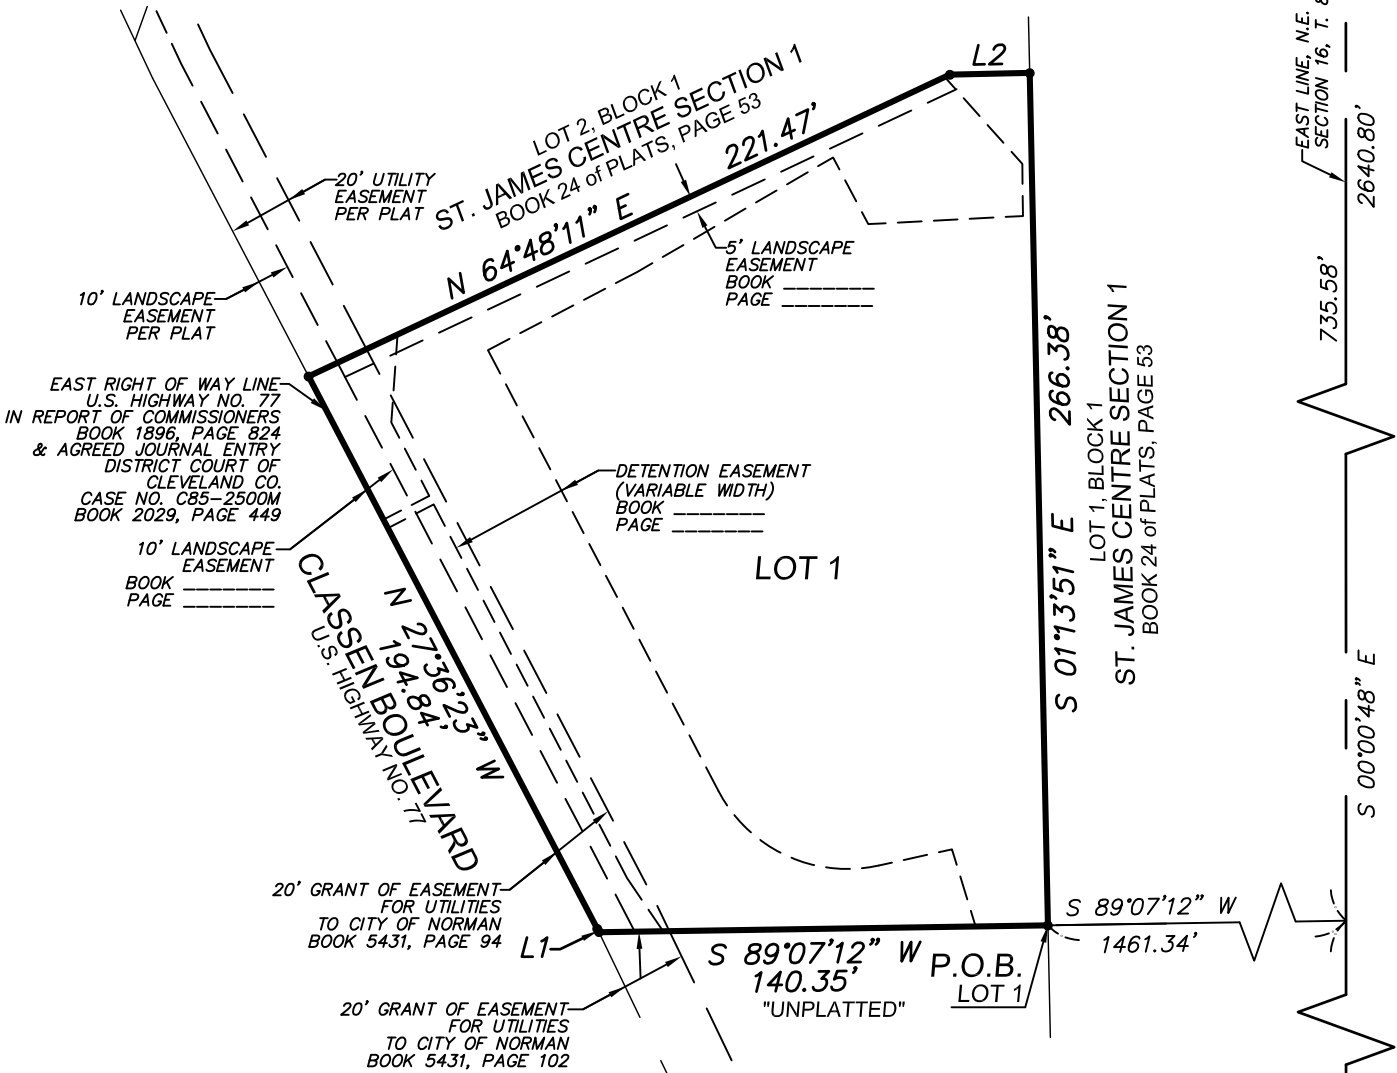 L2
EAST LINE, N.E.
SECTION 16, T. 8
2640.80'
735.58'
S 00°00'48" E
LOT 2, BLOCK 1
ST. JAMES CENTRE SECTION 1
BOOK 24 of PLATS, PAGE 53
221.47'
N 64°48'11" E
20' UTILITY
EASEMENT
PER PLAT
10' LANDSCAPE
EASEMENT
PER PLAT
5' LANDSCAPE
EASEMENT
BOOK _______
PAGE _______
EAST RIGHT OF WAY LINE
U.S. HIGHWAY NO. 77
IN REPORT OF COMMISSIONERS
BOOK 1896, PAGE 824
& AGREED JOURNAL ENTRY
DISTRICT COURT OF
CLEVELAND CO.
CASE NO. C85-2500M
BOOK 2029, PAGE 449
10' LANDSCAPE
EASEMENT
BOOK _______
PAGE _______
DETENTION EASEMENT
(VARIABLE WIDTH)
BOOK _______
PAGE _______
LOT 1
266.38'
S 01°13'51" E
LOT 1, BLOCK 1
ST. JAMES CENTRE SECTION 1
BOOK 24 of PLATS, PAGE 53
N 27°36'23" W
194.84'
CLASSEN BOULEVARD
U.S. HIGHWAY NO. 77
20' GRANT OF EASEMENT
FOR UTILITIES
TO CITY OF NORMAN
BOOK 5431, PAGE 94
L1
S 89°07'12" W
140.35'
"UNPLATTED"
P.O.B.
LOT 1
S 89°07'12" W
1461.34'
20' GRANT OF EASEMENT
FOR UTILITIES
TO CITY OF NORMAN
BOOK 5431, PAGE 102